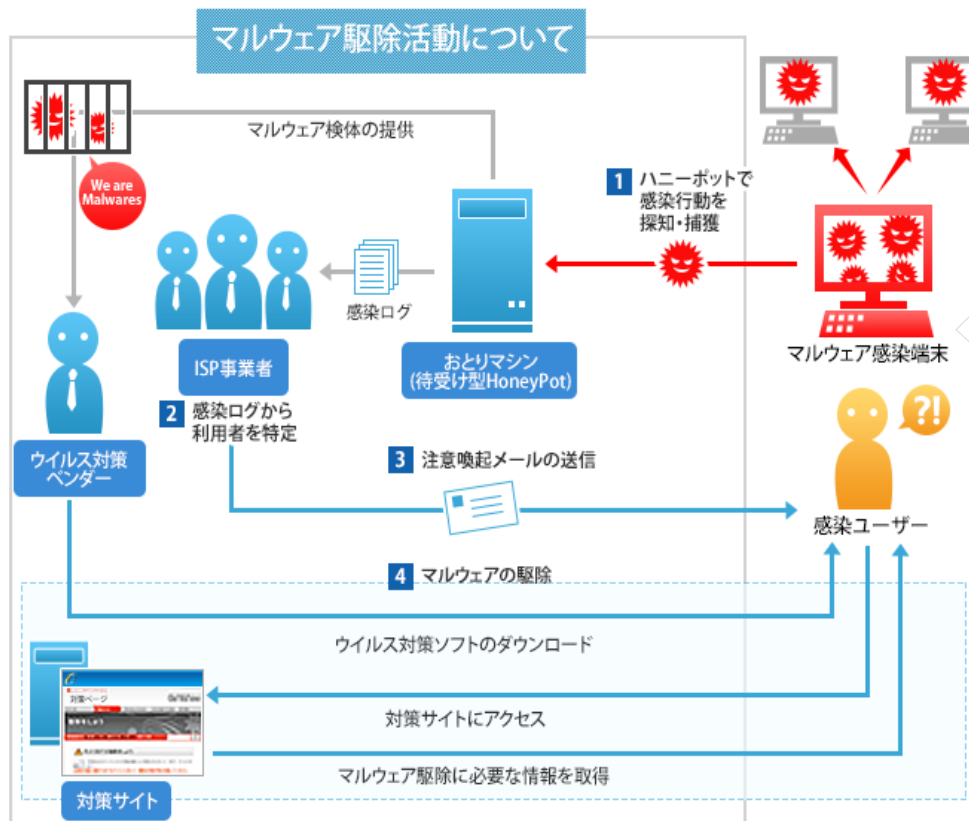 マルウェア駆除活動について
マルウェア検体の提供
We are
Malwares
1 ハニーポットで
感染行動を
探知・捕獲
感染ログ
マルウェア感染端末
ISP事業者
おとりマシン
(待受け型HoneyPot)
2 感染ログから
利用者を特定
?!
ウイルス対策
ベンダー
3 注意喚起メールの送信
感染ユーザー
4 マルウェアの駆除
ウイルス対策ソフトのダウンロード
対策ページ
対策サイトにアクセス
マルウェア駆除に必要な情報を取得
対策サイト